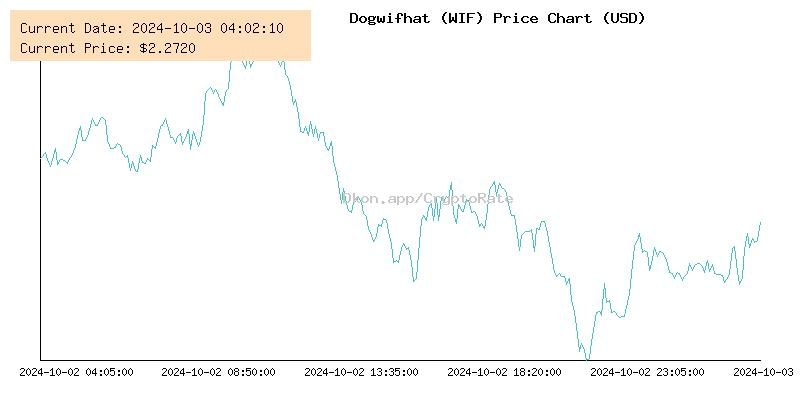 Dogwifhat (WIF) Price Chart (USD)
Current Date: 2024-10-03 04:02:10
Current Price: $2.2720
Okon.app/CryptoRate
2024-10-02 04:05:00 2024-10-02 08:50:00 2024-10-02 13:35:00 2024-10-02 18:20:00 2024-10-02 23:05:00 2024-10-03